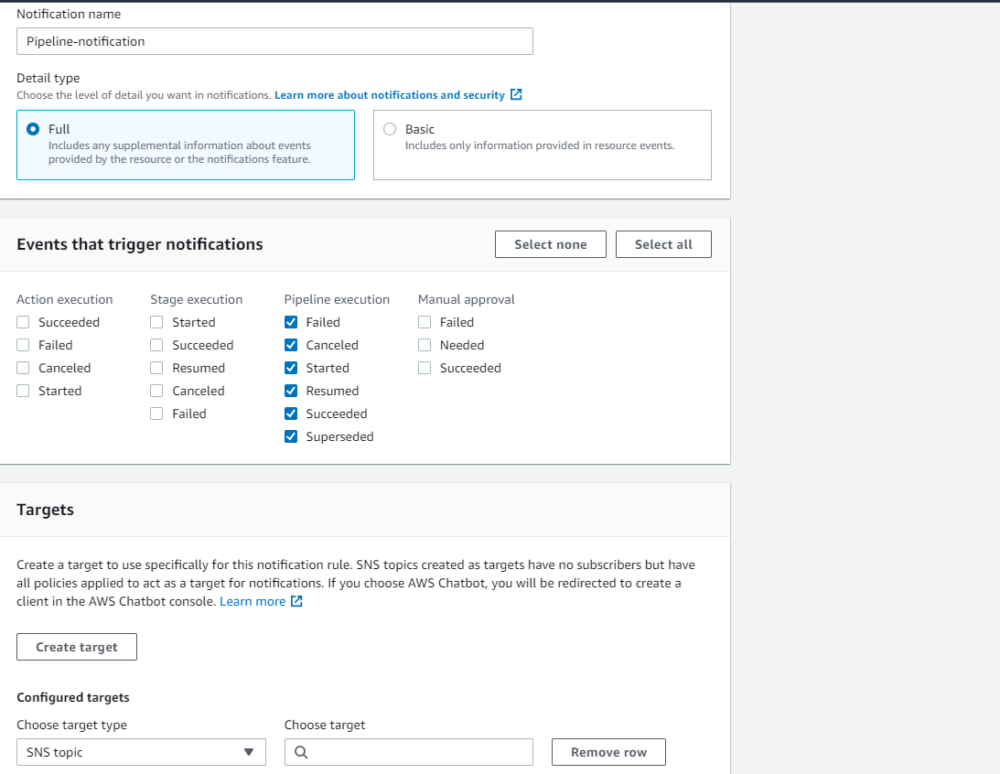 Notification name
Pipeline-notification
Detail type
Choose the level of detail you want in notifications. Learn more about notifications and security
Full
Includes any supplemental information about events
provided by the resource or the notifications feature.
Basic
Includes only information provided in resource events.
Events that trigger notifications
Select none
Select all
Action execution
Succeeded
Failed
Canceled
Started
Stage execution
Started
Succeeded
Resumed
Canceled
Failed
Pipeline execution
Failed
Canceled
Started
Resumed
Succeeded
Superseded
Manual approval
Failed
Needed
Succeeded
Targets
Create a target to use specifically for this notification rule. SNS topics created as targets have no subscribers but have
all policies applied to act as a target for notifications. If you choose AWS Chatbot, you will be redirected to create a
client in the AWS Chatbot console. Learn more
Create target
Configured targets
Choose target type
SNS topic
Choose target
Remove row